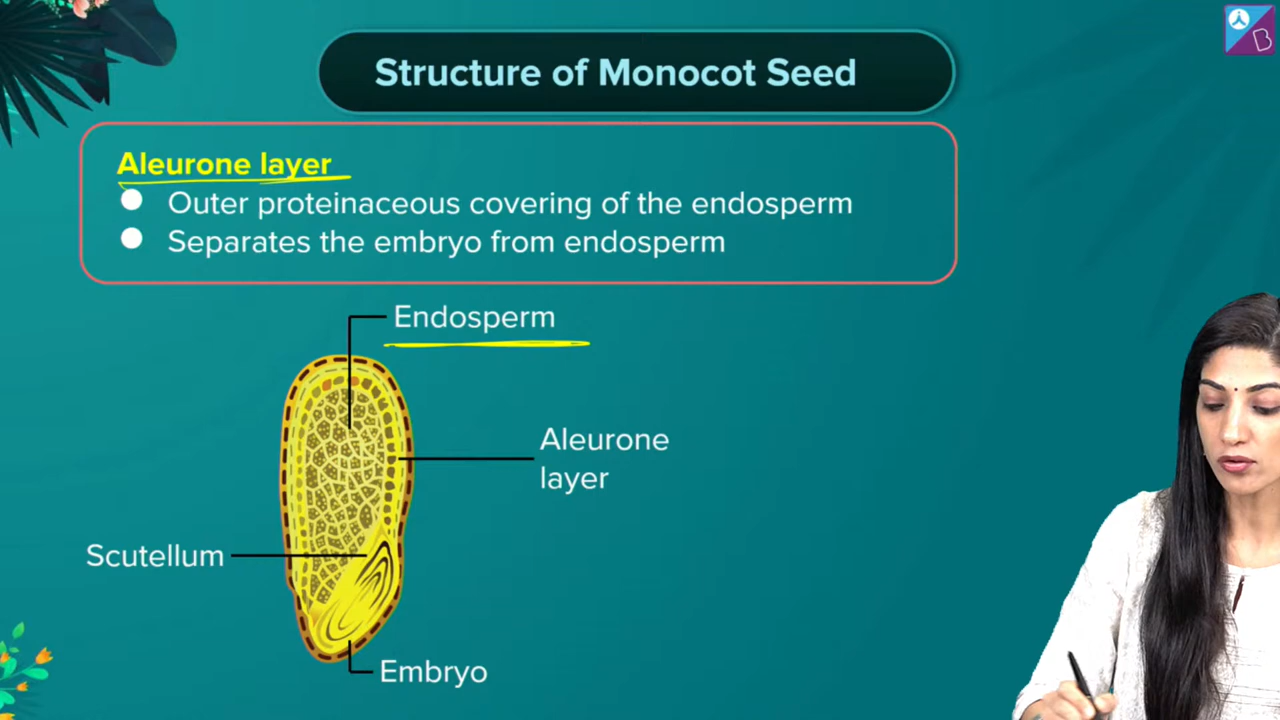 Structure of Monocot Seed
Aleurone layer
Outer proteinaceous covering of the endosperm
Separates the embryo from endosperm
Endosperm
Aleurone
layer
Scutellum
Embryo
B